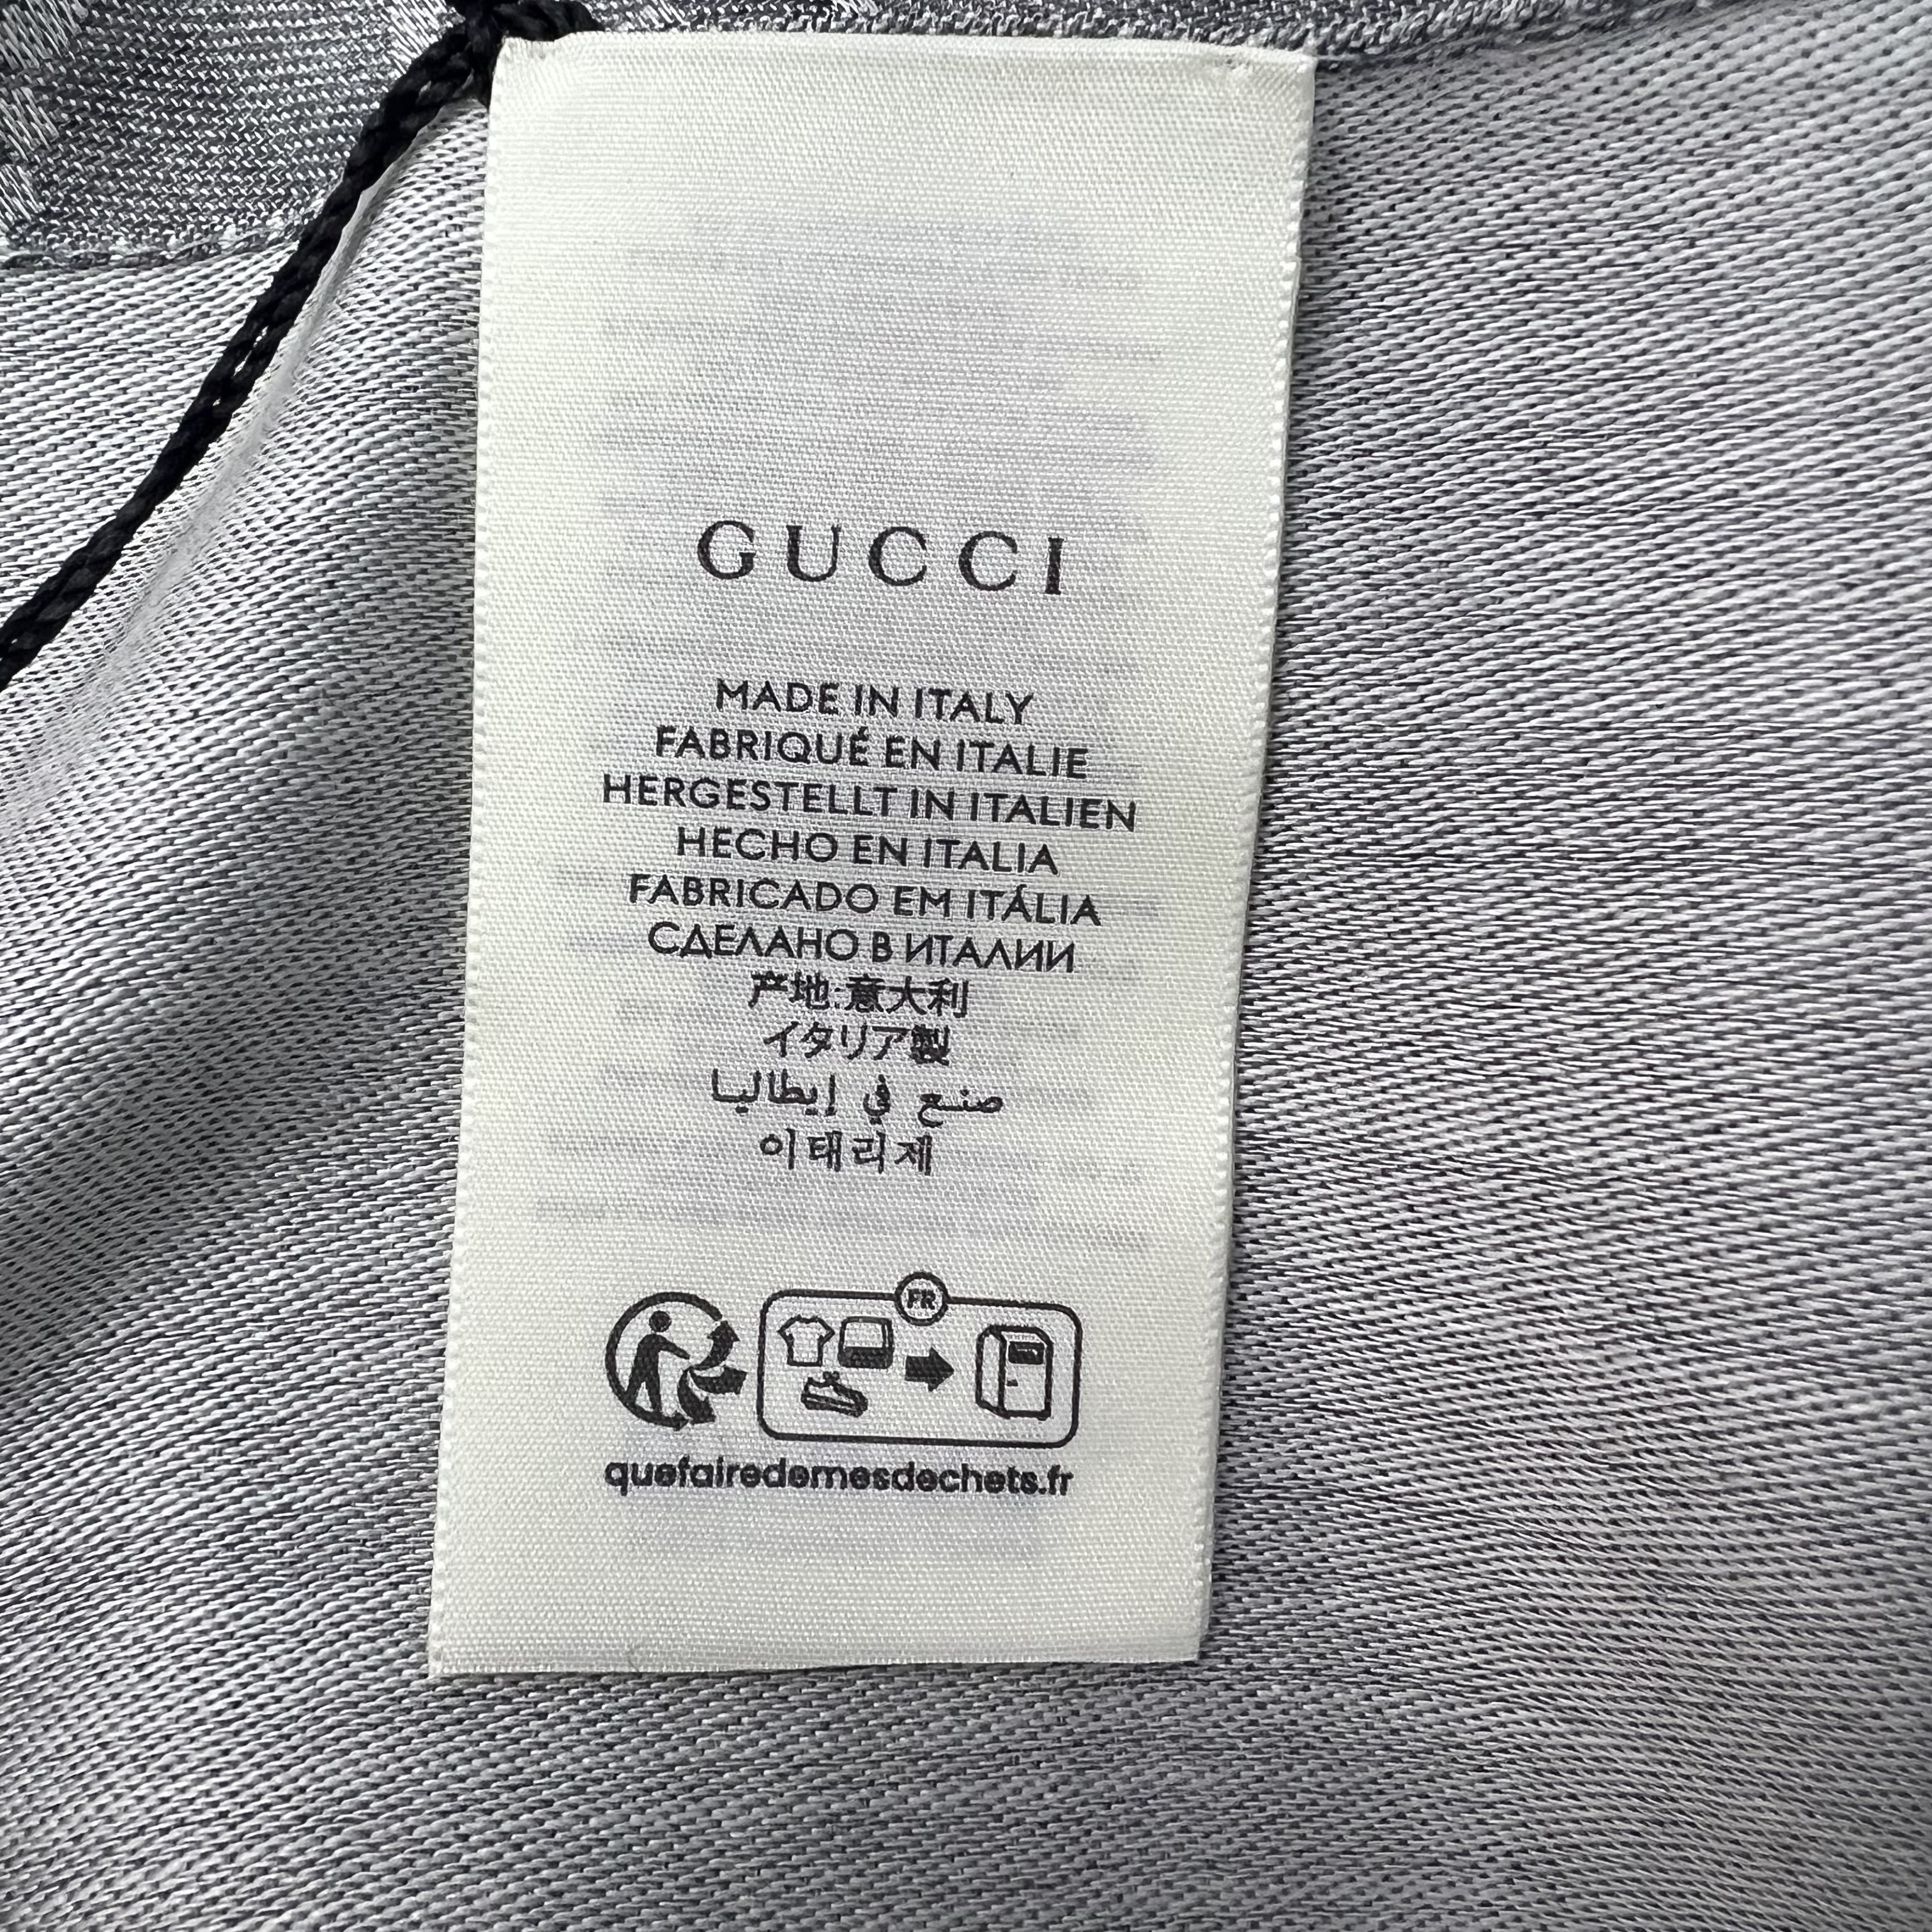 GUCCI
MADE IN ITALY
FABRIQUÉ EN ITALIE
HERGESTELLT IN ITALIEN
HECHO EN ITALIA
FABRICADO EM ITÁLIA
СДЕЛАНО В ИТАЛИИ
产地:意大利
イタリア製
صنع في إيطاليا
이태리제
FR
quefairedemesdechets.fr